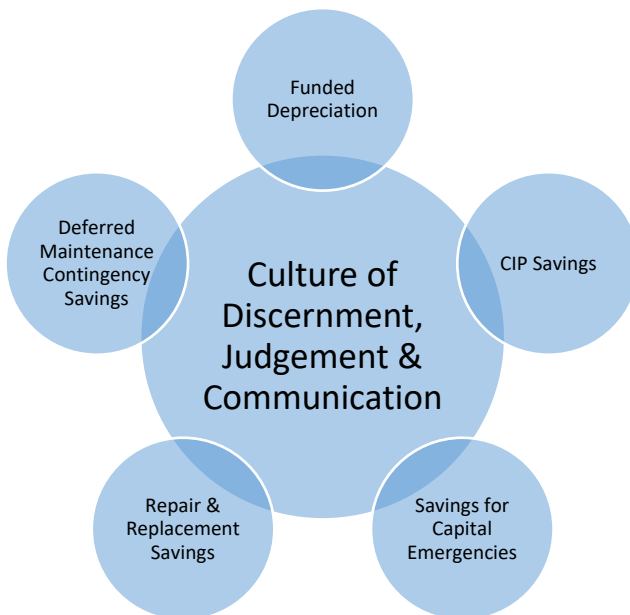 Funded
Depreciation
Deferred
Maintenance
Contingency
Savings
CIP Savings
Culture of
Discernment,
Judgement &
Communication
Repair &
Replacement
Savings
Savings for
Capital
Emergencies